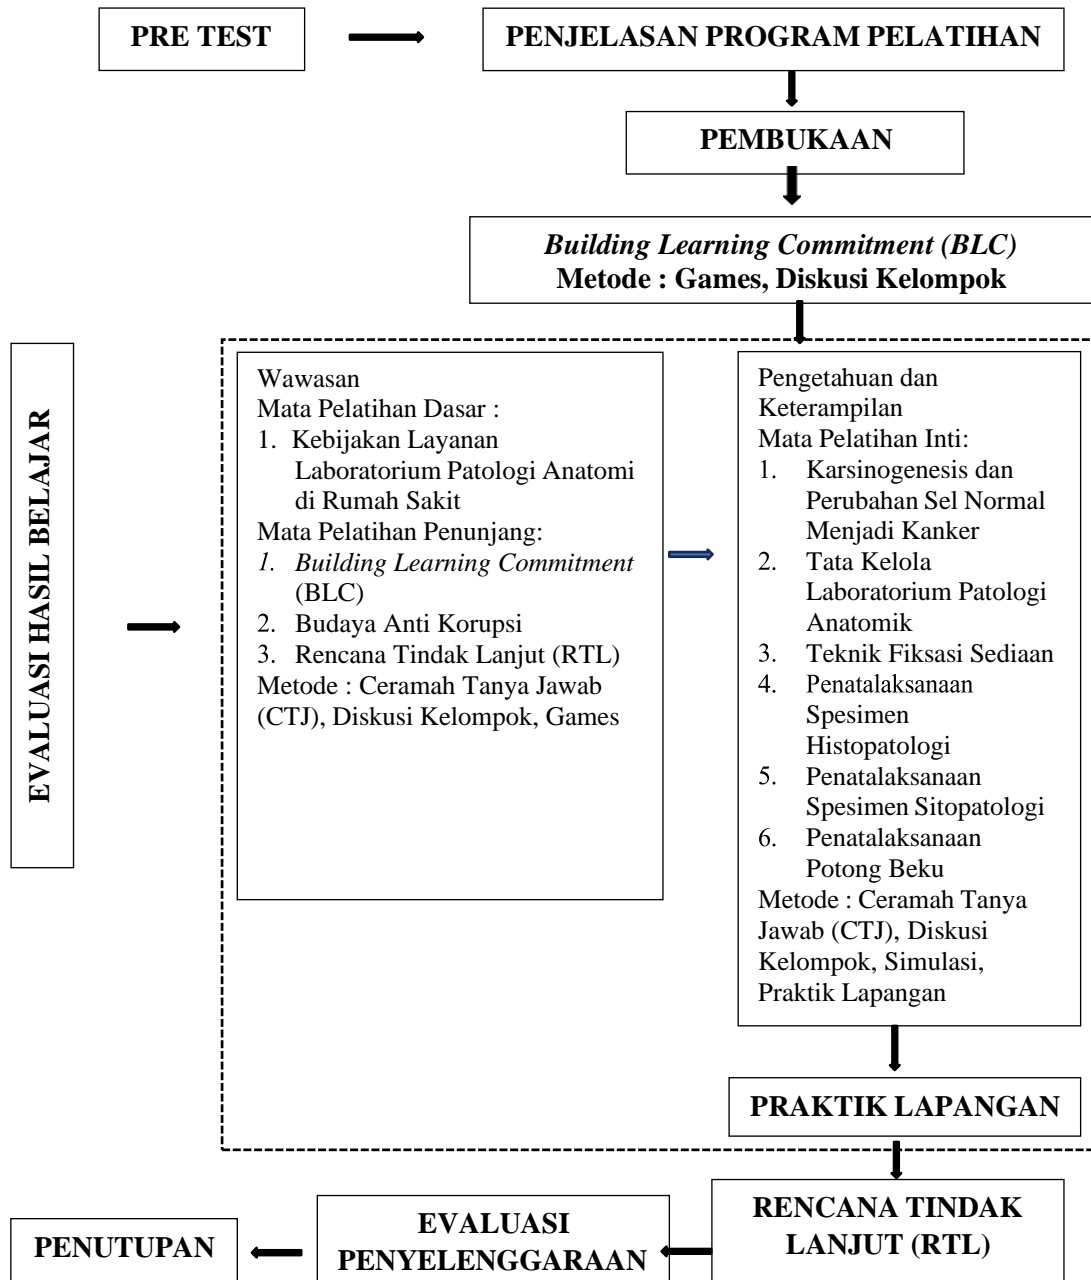 PRE TEST
PENJELASAN PROGRAM PELATIHAN
PEMBUKAAN
Building Learning Commitment (BLC)
Metode : Games, Diskusi Kelompok
EVALUASI HASIL BELAJAR
Wawasan
Mata Pelatihan Dasar :
1. Kebijakan Layanan
Laboratorium Patologi Anatomi
di Rumah Sakit
Mata Pelatihan Penunjang:
1. Building Learning Commitment
(BLC)
2. Budaya Anti Korupsi
3. Rencana Tindak Lanjut (RTL)
Metode : Ceramah Tanya Jawab
(CTJ), Diskusi Kelompok, Games
Pengetahuan dan
Keterampilan
Mata Pelatihan Inti:
1. Karsinogenesis dan
Perubahan Sel Normal
Menjadi Kanker
2. Tata Kelola
Laboratorium Patologi
Anatomik
3. Teknik Fiksasi Sediaan
4. Penatalaksanaan
Spesimen
Histopatologi
5. Penatalaksanaan
Spesimen Sitopatologi
6. Penatalaksanaan
Potong Beku
Metode : Ceramah Tanya
Jawab (CTJ), Diskusi
Kelompok, Simulasi,
Praktik Lapangan
PRAKTIK LAPANGAN
RENCANA TINDAK
LANJUT (RTL)
EVALUASI
PENYELENGGARAAN
PENUTUPAN